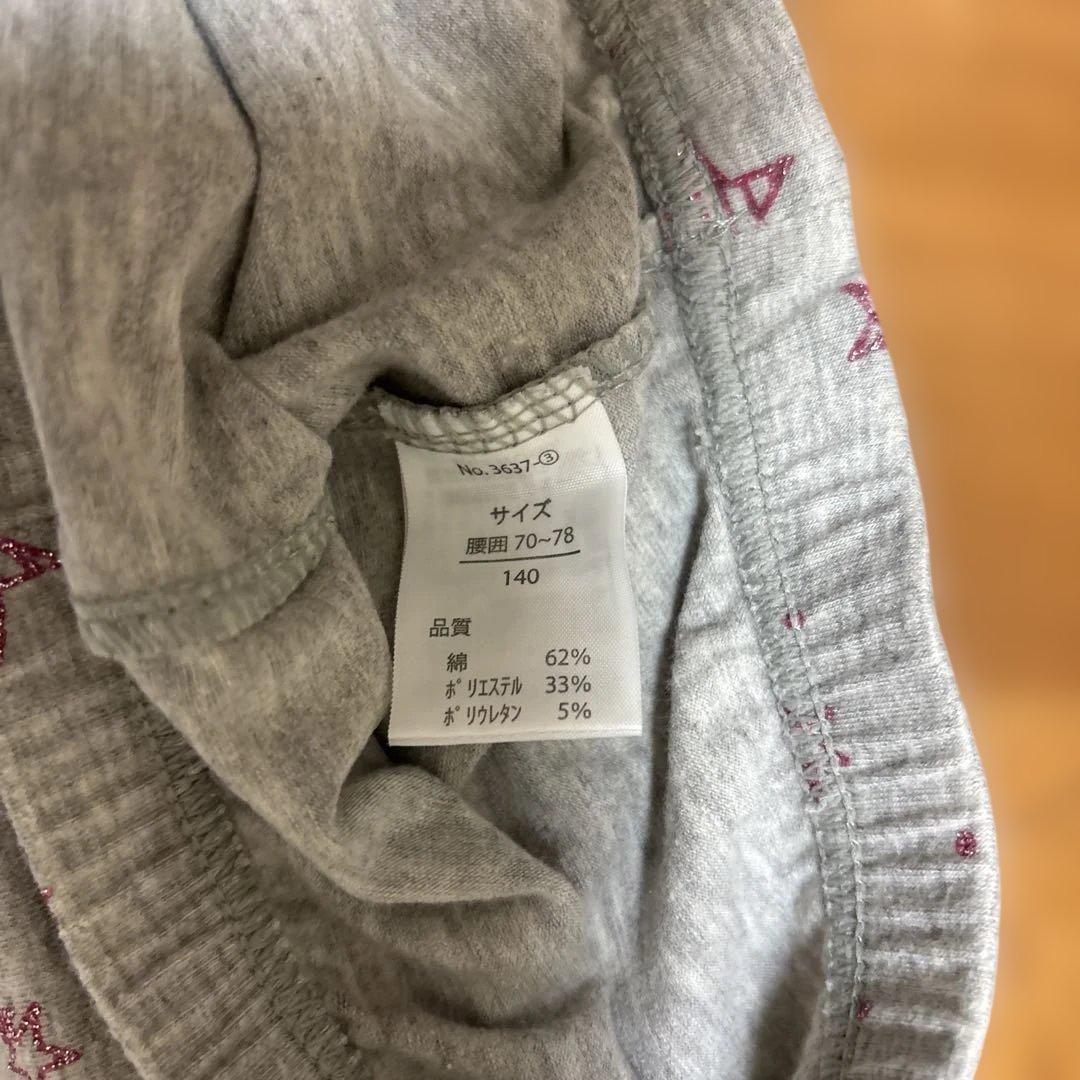 No.3637-③
サイズ
腰囲 70~78
140
品質
綿 62%
ポリエステル 33%
ポリウレタン 5%